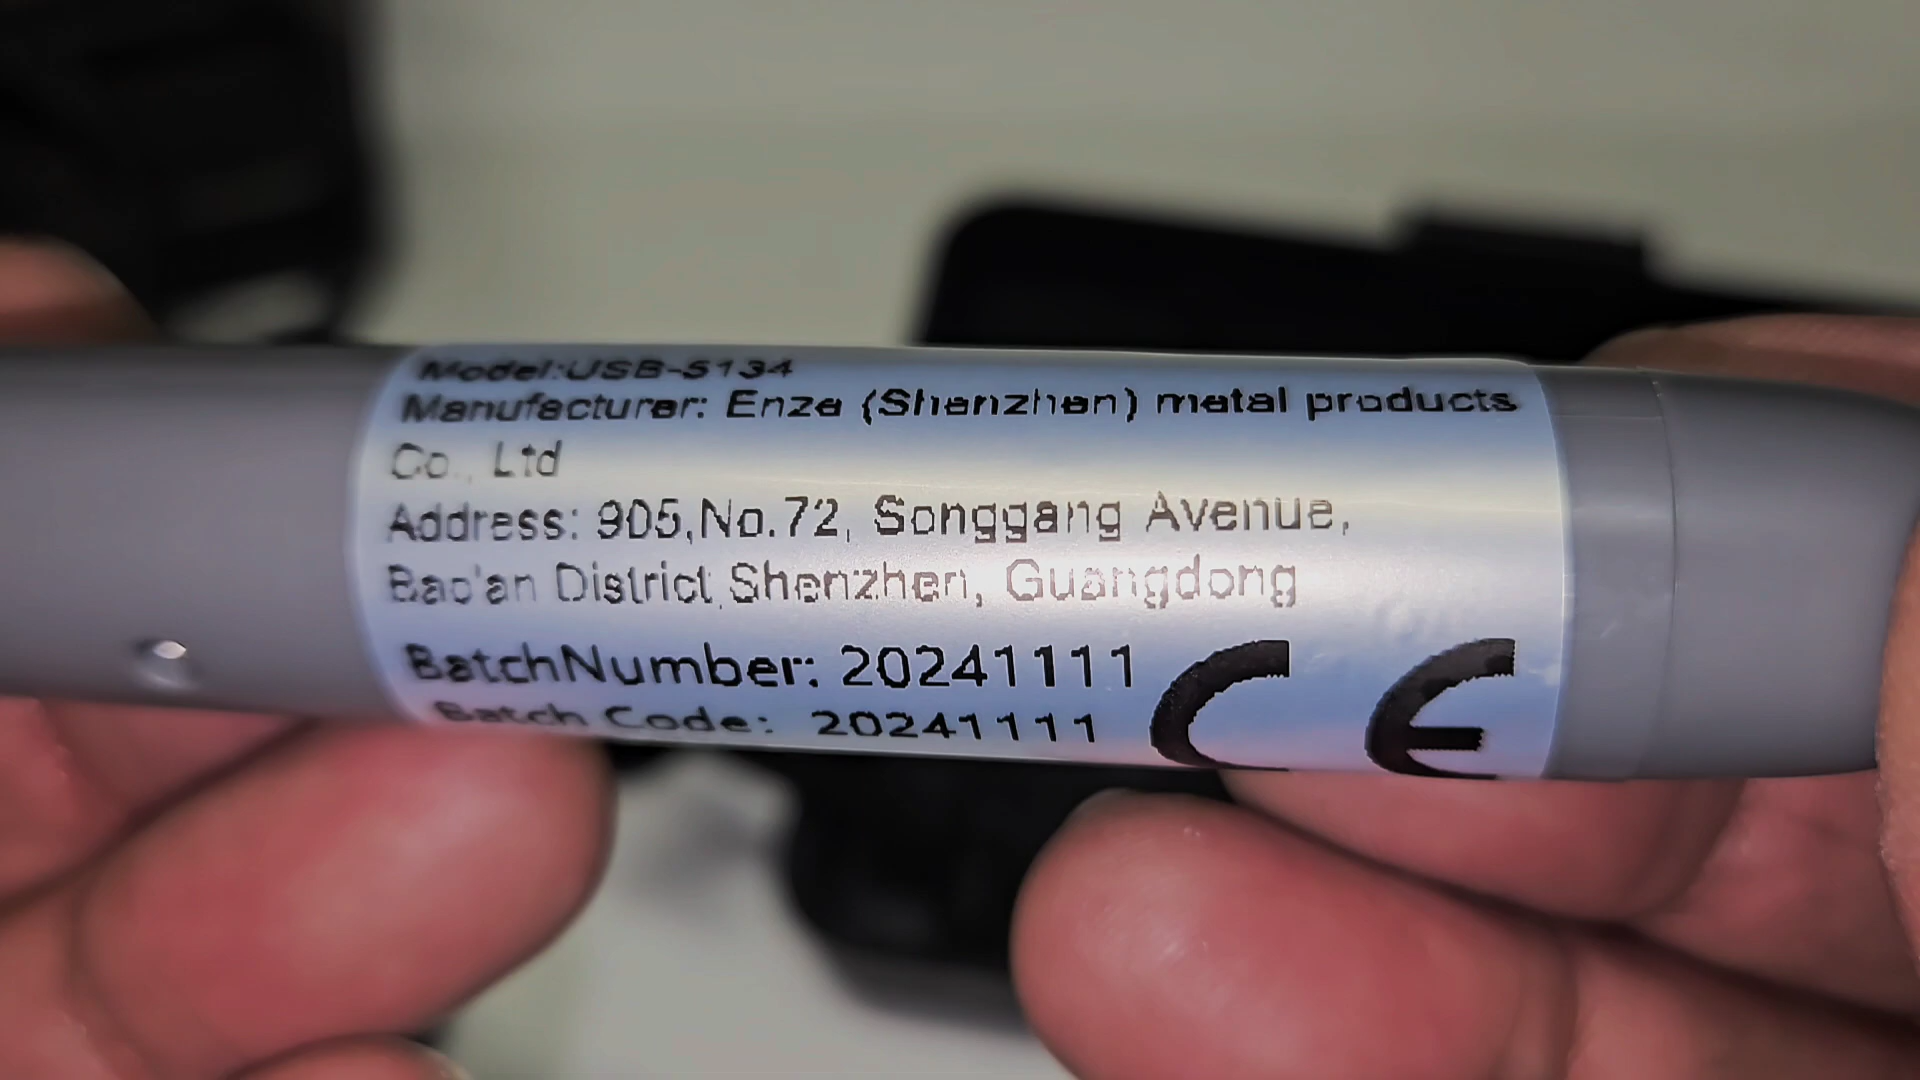 Model:USB-5134
Manufacturer: Enze (Shenzhen) metal products
Co., Ltd
Address: 905,No.72, Songgang Avenue,
Bao'an District,Shenzhen, Guangdong
BatchNumber: 20241111
Batch Code: 20241111
CE